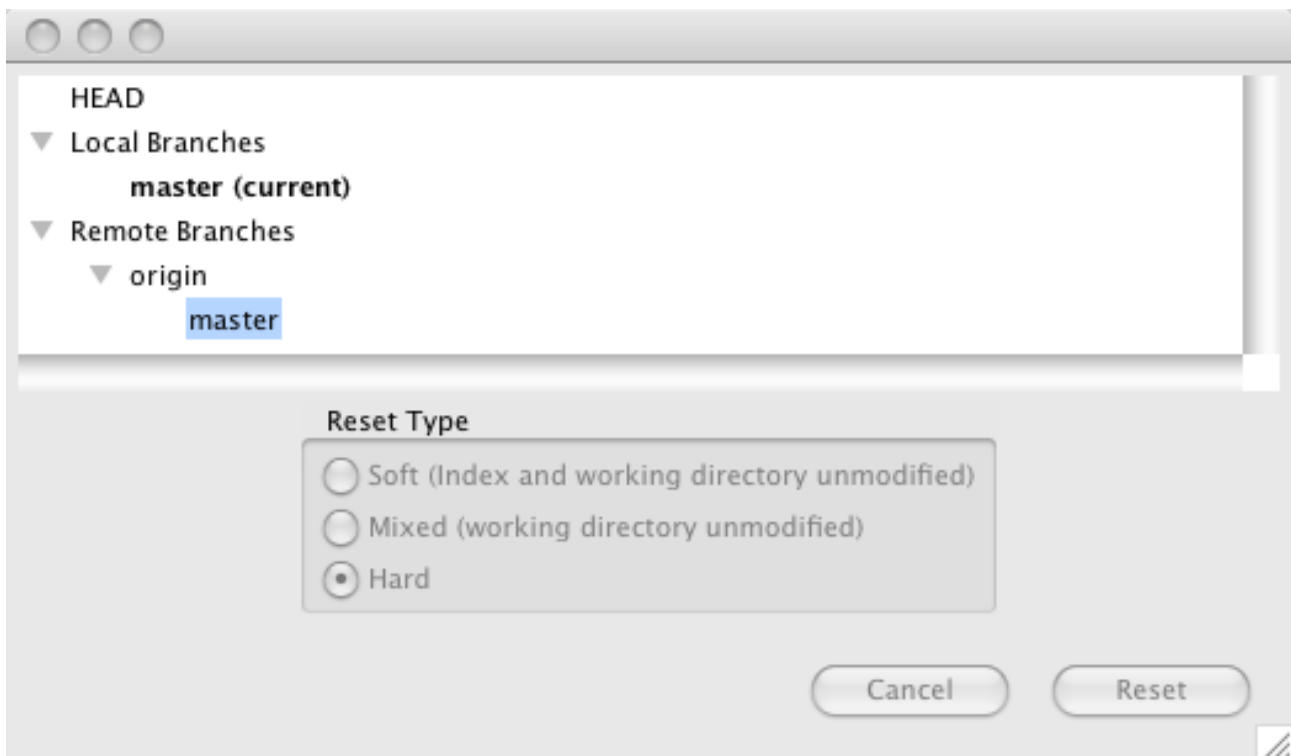 HEAD
Local Branches
master (current)
Remote Branches
origin
master
Reset Type
Soft (Index and working directory unmodified)
Mixed (working directory unmodified)
Hard
Cancel Reset